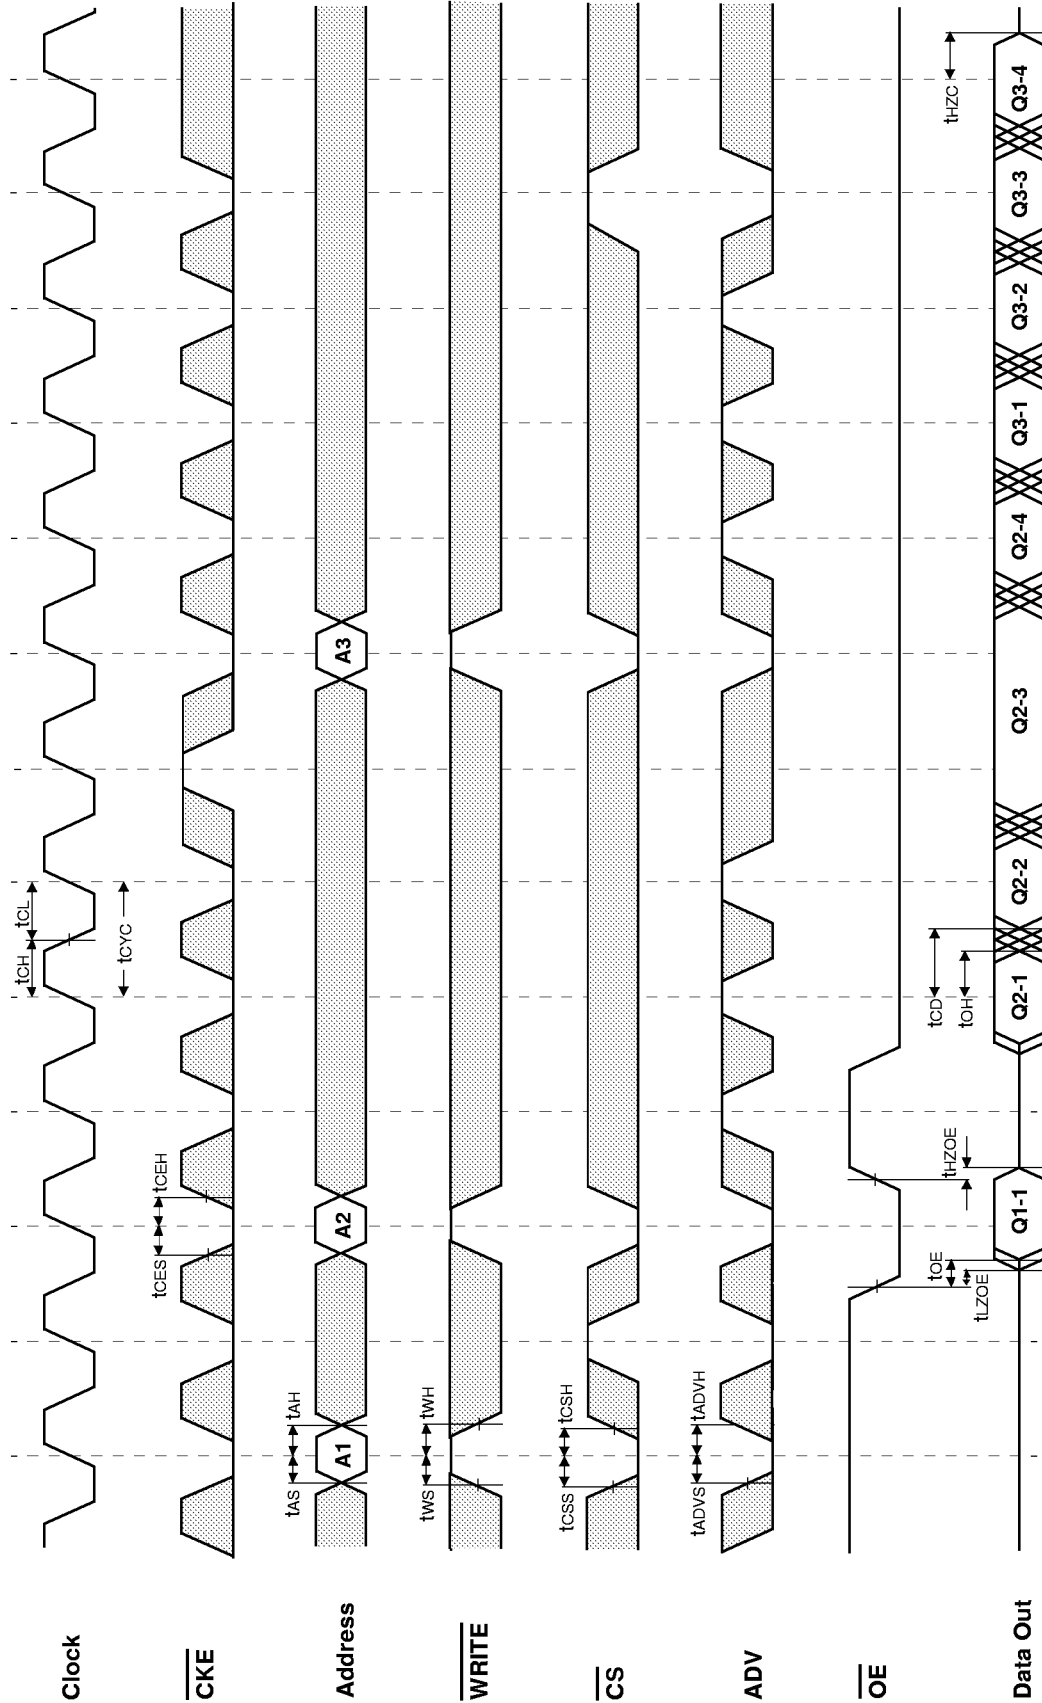 Clock
tCH
tCL
tCYC
CKE
tCES
tCEH
Address
tAS
tAH
A1
A2
A3
WRITE
tWS
tWH
CS
tCSS
tCSH
ADV
tADVS
tADVH
OE
tOE
tLZOE
tHZOE
tCD
tOH
tHZC
Data Out
Q1-1
Q2-1
Q2-2
Q2-3
Q2-4
Q3-1
Q3-2
Q3-3
Q3-4